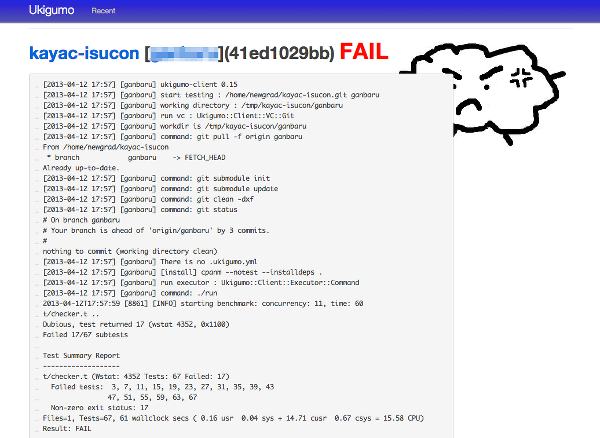 Ukigumo Recent
kayac-isucon [](41ed1029bb) FAIL
[2013-04-12 17:57] [ganbaru] ukigumo-client 0.15
[2013-04-12 17:57] [ganbaru] start testing : /home/newgrad/kayac-isucon.git ganbaru
[2013-04-12 17:57] [ganbaru] working directory : /tmp/kayac-isucon/ganbaru
[2013-04-12 17:57] [ganbaru] run vc : Ukigumo::Client::VC::Git
[2013-04-12 17:57] [ganbaru] workdir is /tmp/kayac-isucon/ganbaru
[2013-04-12 17:57] [ganbaru] command: git pull -f origin ganbaru
From /home/newgrad/kayac-isucon
* branch ganbaru -> FETCH_HEAD
Already up-to-date.
[2013-04-12 17:57] [ganbaru] command: git submodule init
[2013-04-12 17:57] [ganbaru] command: git submodule update
[2013-04-12 17:57] [ganbaru] command: git clean -dxf
[2013-04-12 17:57] [ganbaru] command: git status
# On branch ganbaru
# Your branch is ahead of 'origin/ganbaru' by 3 commits.
#
nothing to commit (working directory clean)
[2013-04-12 17:57] [ganbaru] There is no .ukigumo.yml
[2013-04-12 17:57] [ganbaru] [install] cpanm --notest --installdeps .
[2013-04-12 17:57] [ganbaru] run executor : Ukigumo::Client::Executor::Command
[2013-04-12 17:57] [ganbaru] command: ./run
2013-04-12T17:57:59 [8861] [INFO] starting benchmark: concurrency: 11, time: 60
t/checker.t ..
Dubious, test returned 17 (wstat 4352, 0x1100)
Failed 17/67 subtests
Test Summary Report
-------------------
t/checker.t (Wstat: 4352 Tests: 67 Failed: 17)
Failed tests: 3, 7, 11, 15, 19, 23, 27, 31, 35, 39, 43
47, 51, 55, 59, 63, 67
Non-zero exit status: 17
Files=1, Tests=67, 61 wallclock secs ( 0.16 usr 0.04 sys + 14.71 cusr 0.67 csys = 15.58 CPU)
Result: FAIL